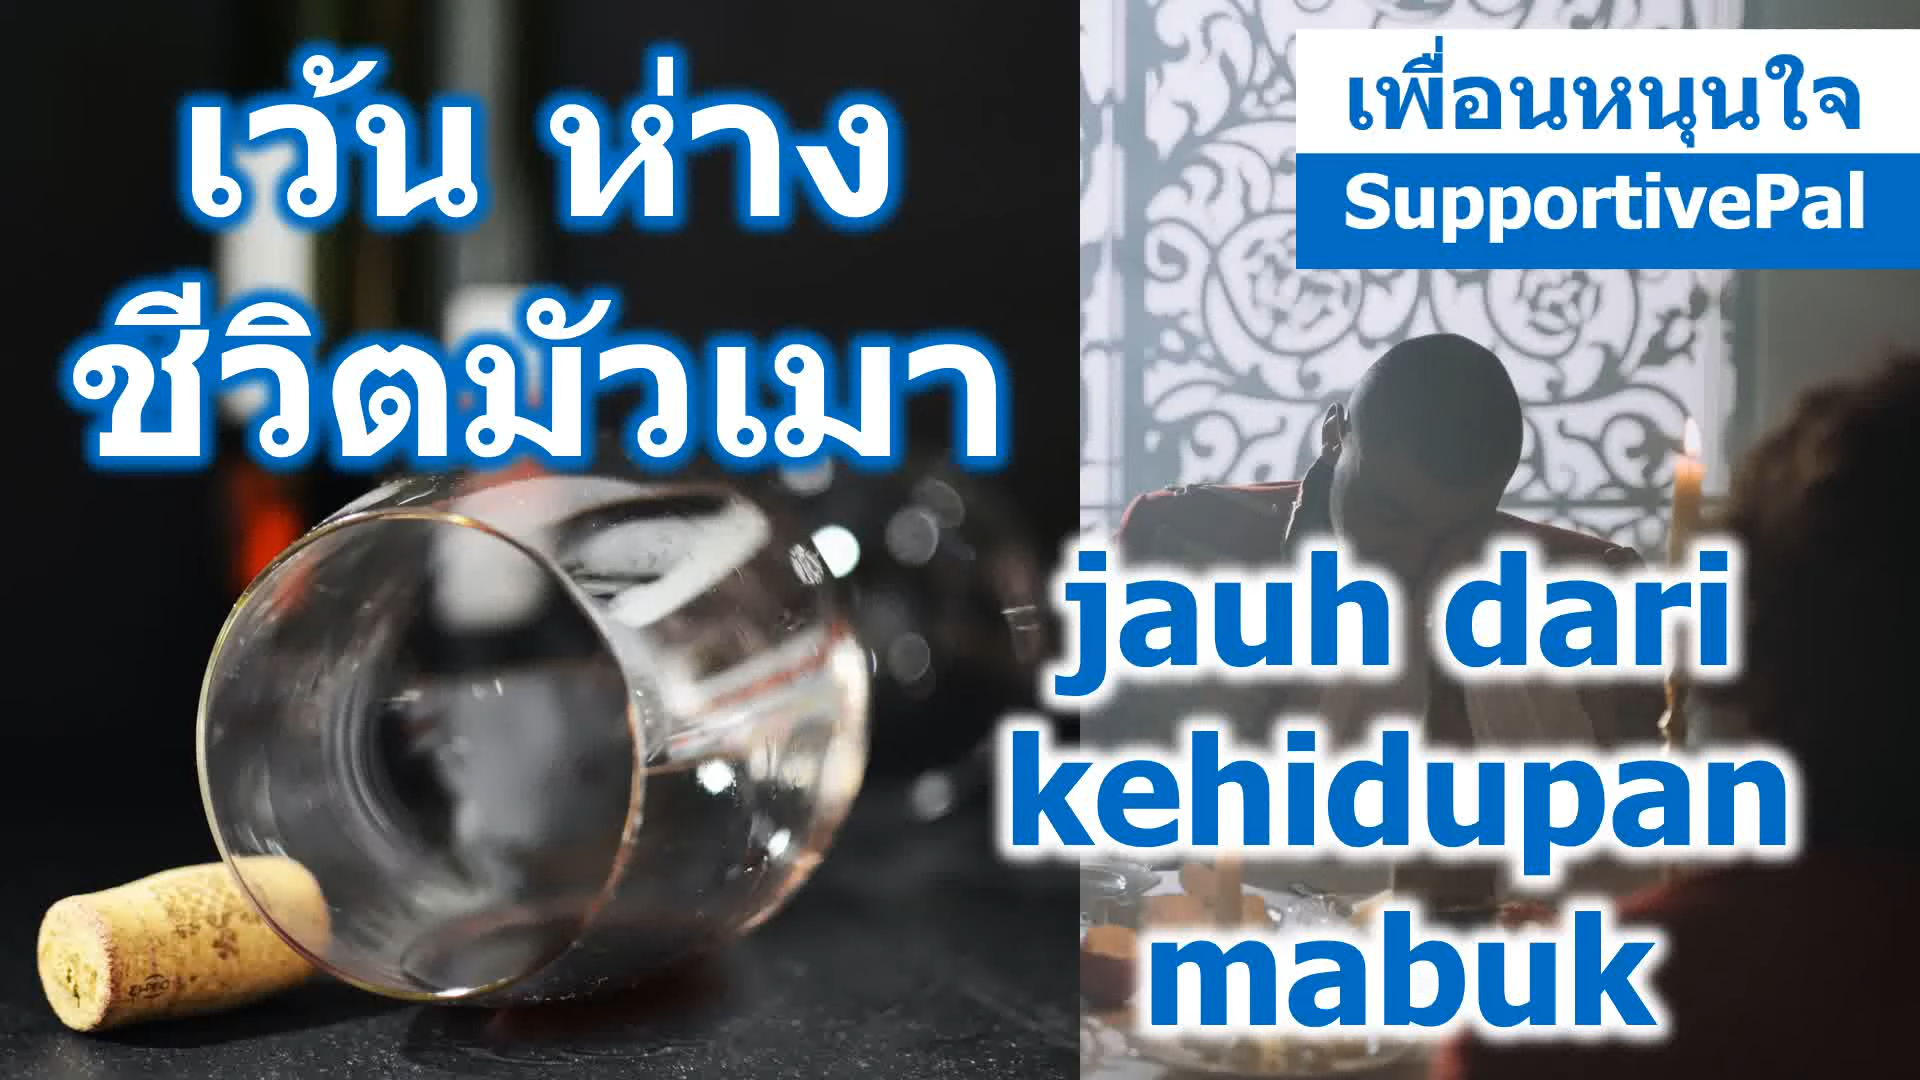 เว้น ห่าง
ชีวิตมัวเมา
เพื่อนหนุนใจ
SupportivePal
jauh dari
kehidupan
mabuk